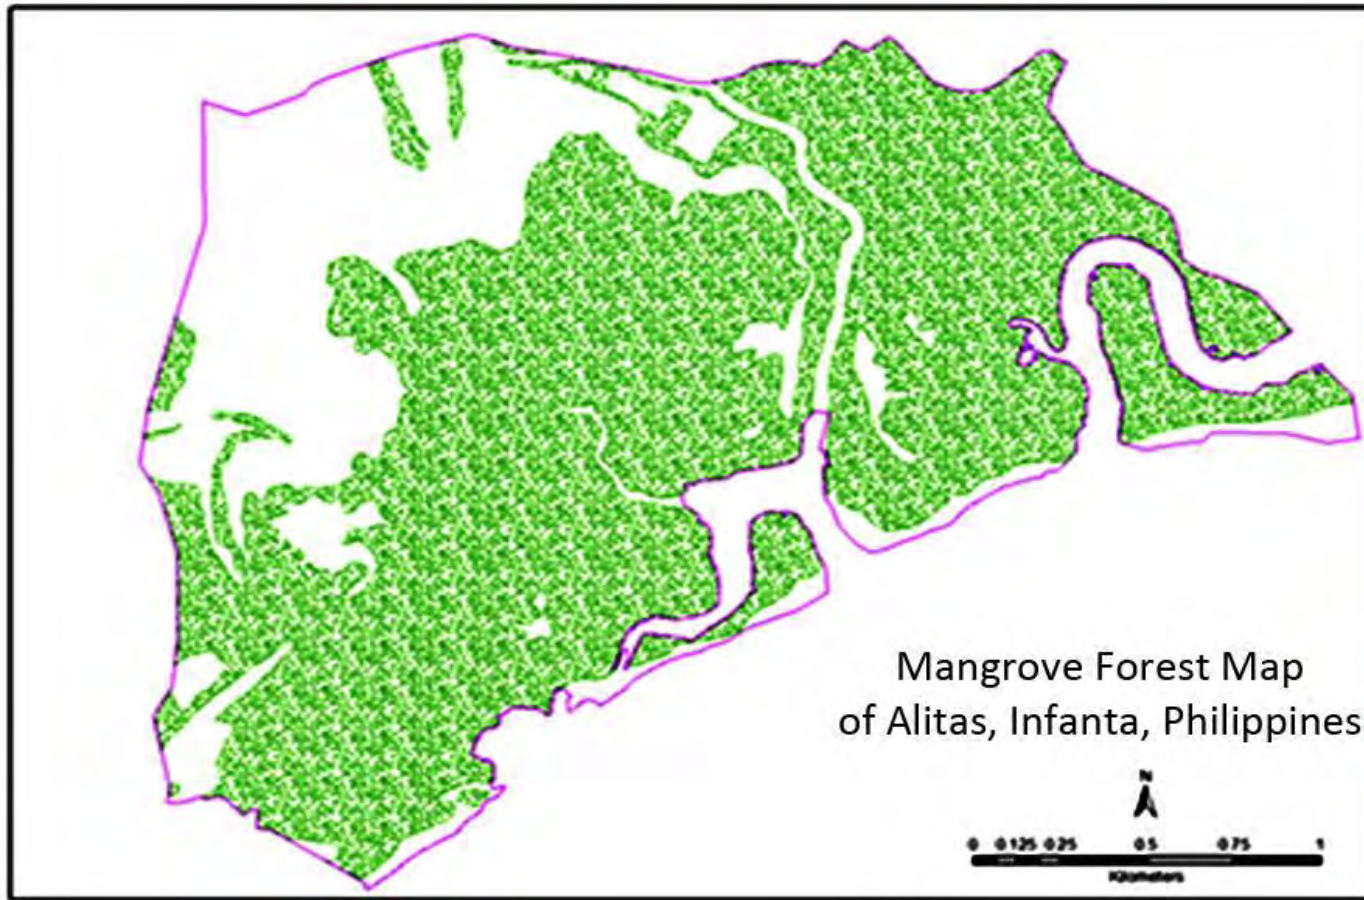 Mangrove Forest Map
of Alitas, Infanta, Philippines
N
0 0.125 0.25 0.5 0.75 1
Kilometers